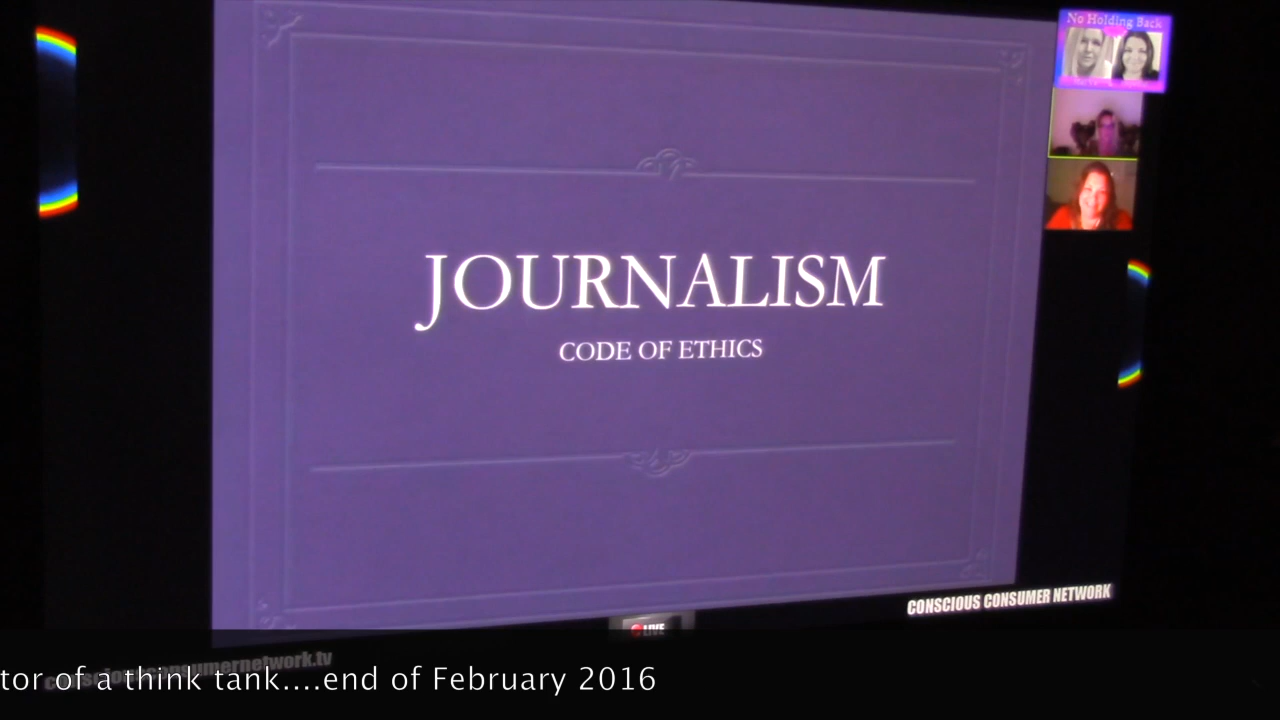 No Holding Back
JOURNALISM
CODE OF ETHICS
CONSCIOUS CONSUMER NETWORK
LIVE
consciousconsumernetwork.tv
tor of a think tank....end of February 2016